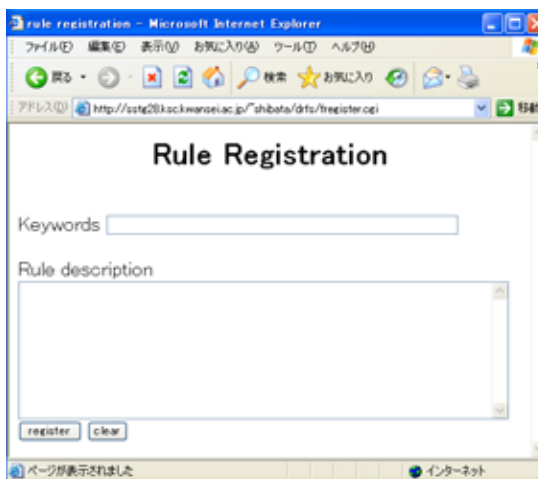 rule registration - Microsoft Internet Explorer
ファイル(F) 編集(E) 表示(V) お気に入り(A) ツール(T) ヘルプ(H)
戻る 検索 お気に入り
アドレス(D) http://sstg28.ksc.kwansei.ac.jp/~shibata/drfs/fregister.cgi 移動
Rule Registration
Keywords
Rule description
register clear
ページが表示されました インターネット